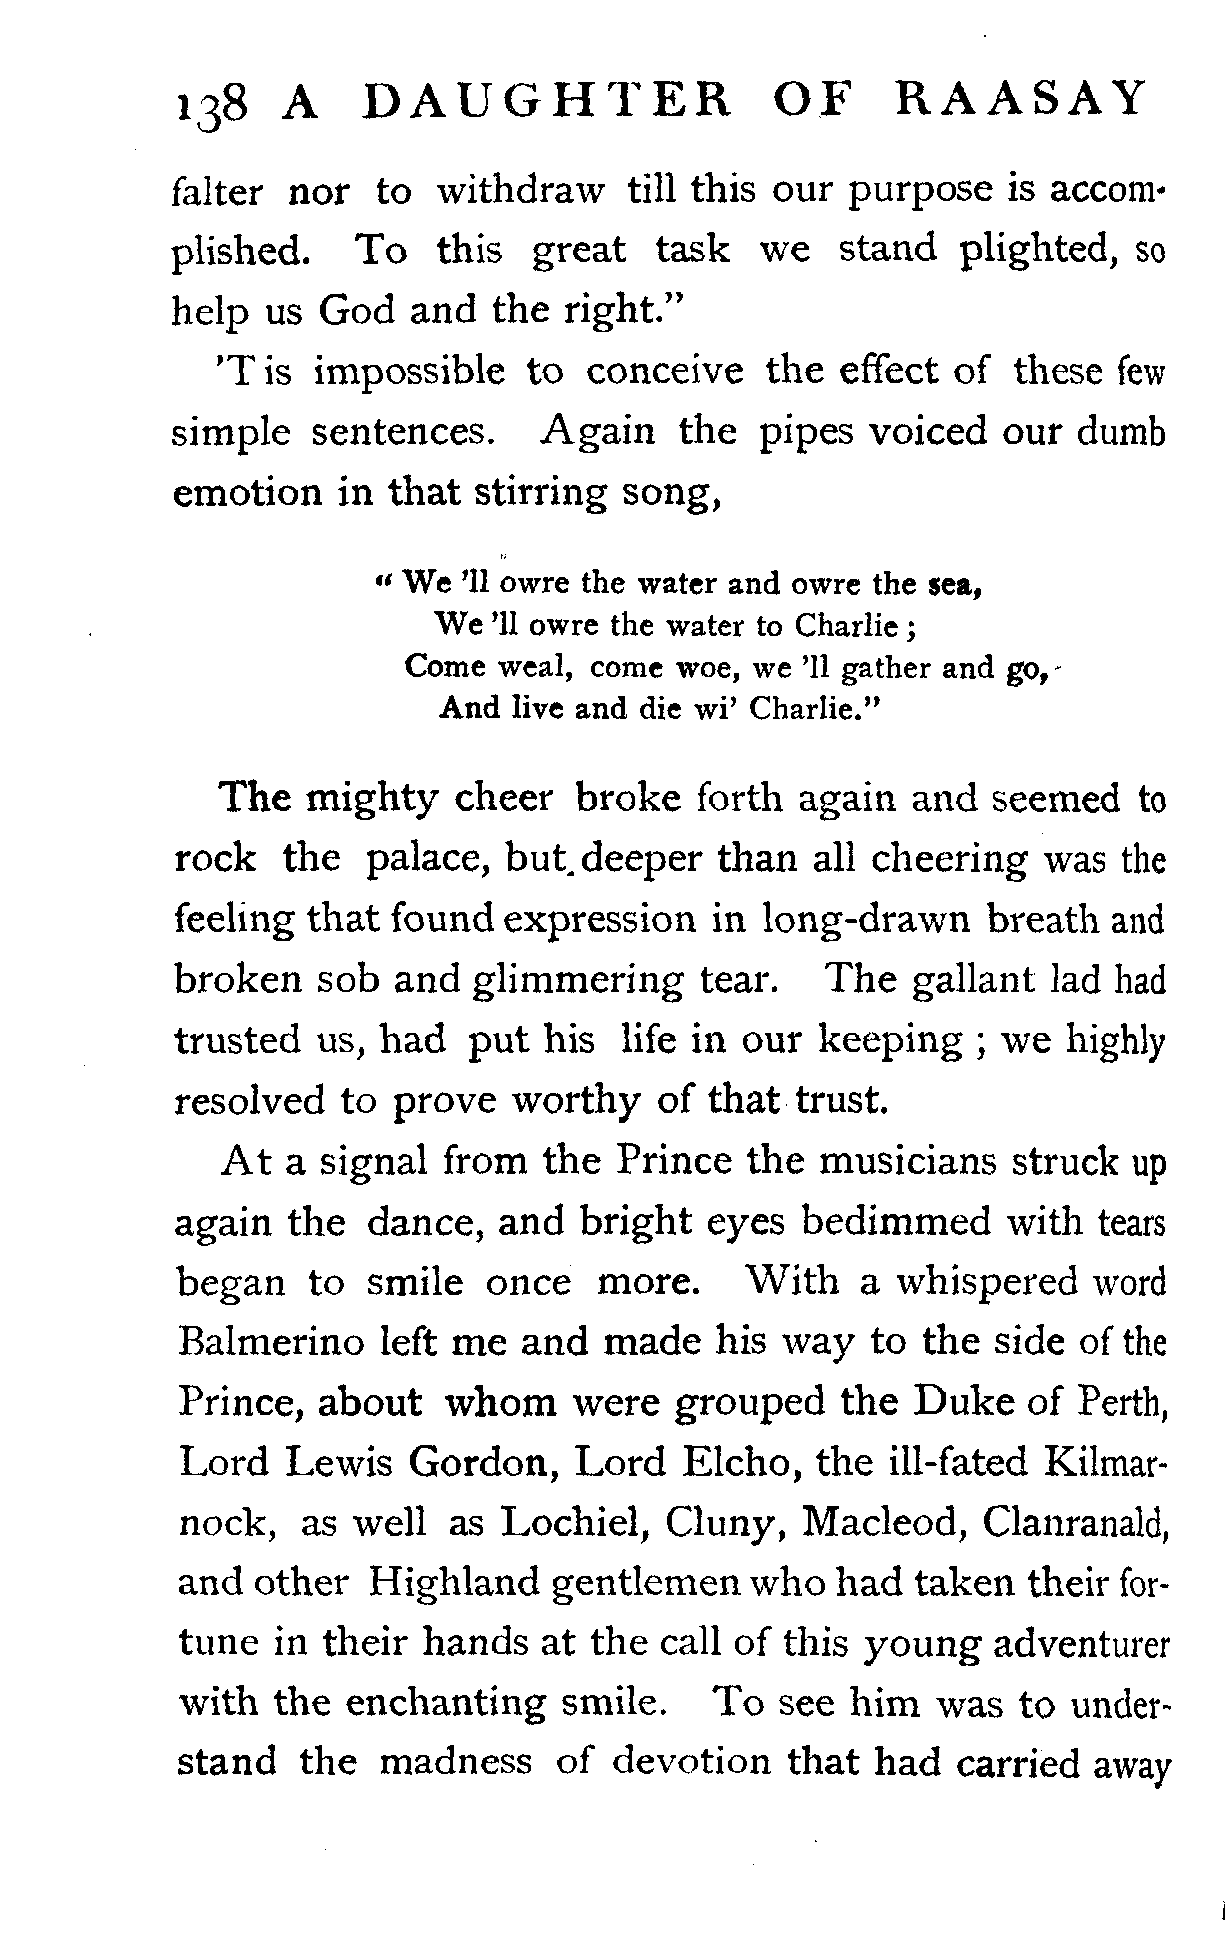 138 A DAUGHTER OF RAASAY
falter nor to withdraw till this our purpose is accom-
plished. To this great task we stand plighted, so
help us God and the right."
'T is impossible to conceive the effect of these few
simple sentences. Again the pipes voiced our dumb
emotion in that stirring song,
"We 'll owre the water and owre the sea,
We 'll owre the water to Charlie;
Come weal, come woe, we 'll gather and go,
And live and die wi' Charlie."
The mighty cheer broke forth again and seemed to
rock the palace, but deeper than all cheering was the
feeling that found expression in long-drawn breath and
broken sob and glimmering tear. The gallant lad had
trusted us, had put his life in our keeping; we highly
resolved to prove worthy of that trust.
At a signal from the Prince the musicians struck up
again the dance, and bright eyes bedimmed with tears
began to smile once more. With a whispered word
Balmerino left me and made his way to the side of the
Prince, about whom were grouped the Duke of Perth,
Lord Lewis Gordon, Lord Elcho, the ill-fated Kilmar-
nock, as well as Lochiel, Cluny, Macleod, Clanranald,
and other Highland gentlemen who had taken their for-
tune in their hands at the call of this young adventurer
with the enchanting smile. To see him was to under-
stand the madness of devotion that had carried away